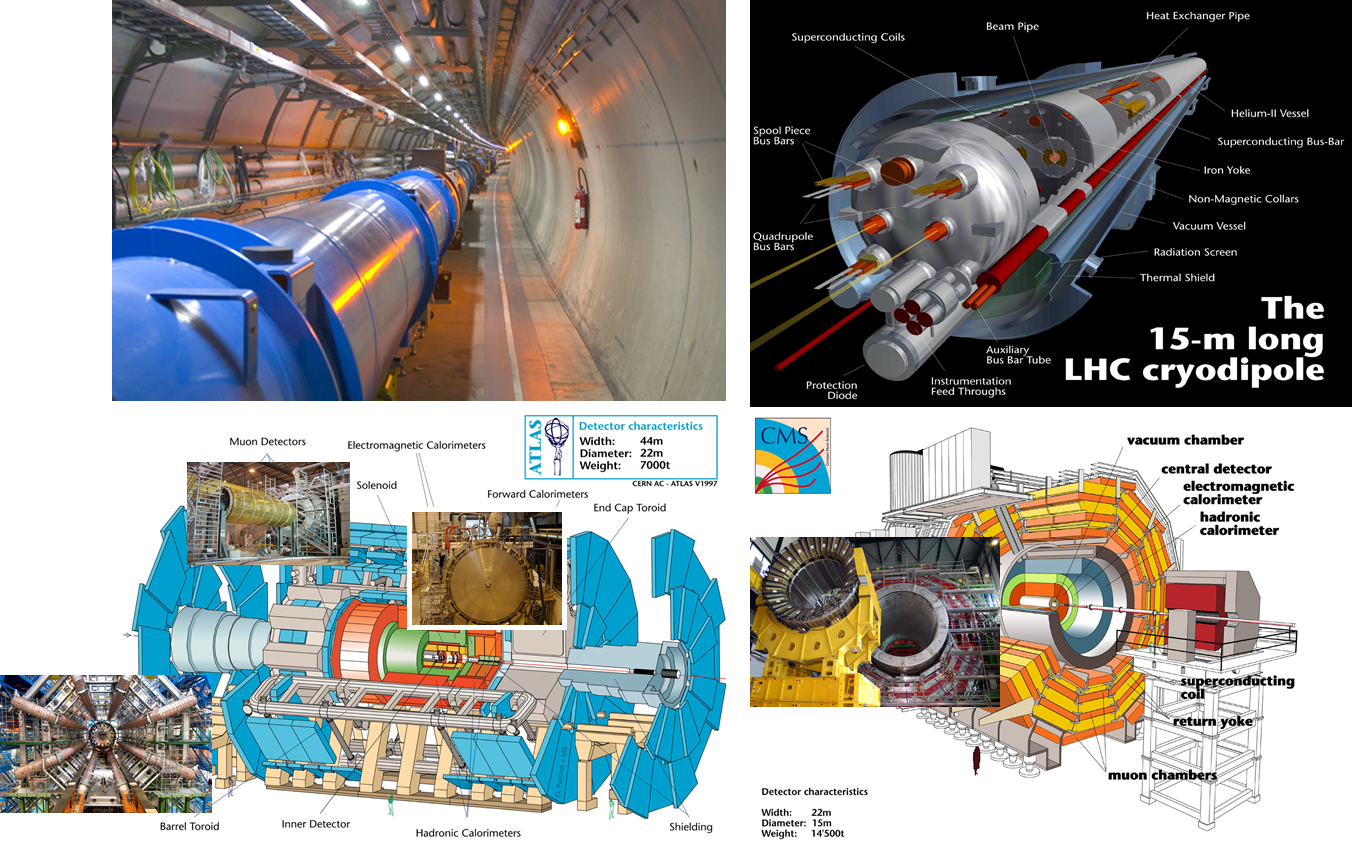 Heat Exchanger Pipe
Beam Pipe
Superconducting Coils
Helium-II Vessel
Spool Piece
Bus Bars
Superconducting Bus-Bar
Iron Yoke
Non-Magnetic Collars
Quadrupole
Bus Bars
Vacuum Vessel
Radiation Screen
Thermal Shield
The
15-m long
LHC cryodipole
Auxiliary
Bus Bar Tube
Instrumentation
Feed Throughs
Protection
Diode
ATLAS
Detector characteristics
Width: 44m
Diameter: 22m
Weight: 7000t
CERN AC - ATLAS V1997
Muon Detectors
Electromagnetic Calorimeters
Solenoid
Forward Calorimeters
End Cap Toroid
Barrel Toroid
Inner Detector
Hadronic Calorimeters
Shielding
CMS
vacuum chamber
central detector
electromagnetic
calorimeter
hadronic
calorimeter
superconducting
coil
return yoke
muon chambers
Detector characteristics
Width: 22m
Diameter: 15m
Weight: 14'500t